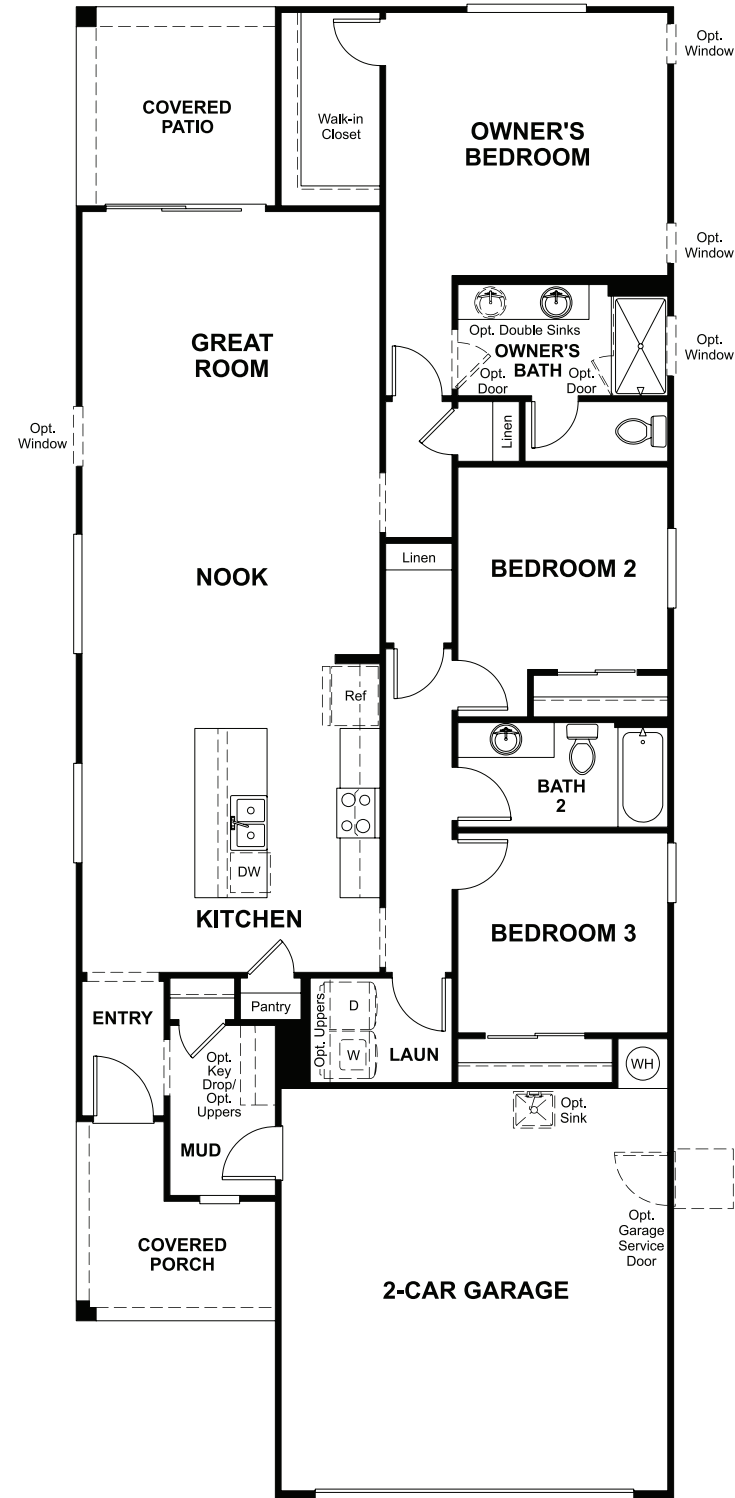 Opt.
Window
COVERED
PATIO
Walk-in
Closet
OWNER'S
BEDROOM
Opt.
Window
Opt. Double Sinks
OWNER'S
BATH
Opt.
Door
Opt.
Door
Opt.
Window
GREAT
ROOM
Opt.
Window
Linen
NOOK
Linen
BEDROOM 2
Ref
BATH
2
DW
KITCHEN
BEDROOM 3
ENTRY
Pantry
Opt. Uppers
D
W
LAUN
WH
Opt.
Key
Drop/
Opt.
Uppers
MUD
Opt.
Sink
COVERED
PORCH
Opt.
Garage
Service
Door
2-CAR GARAGE